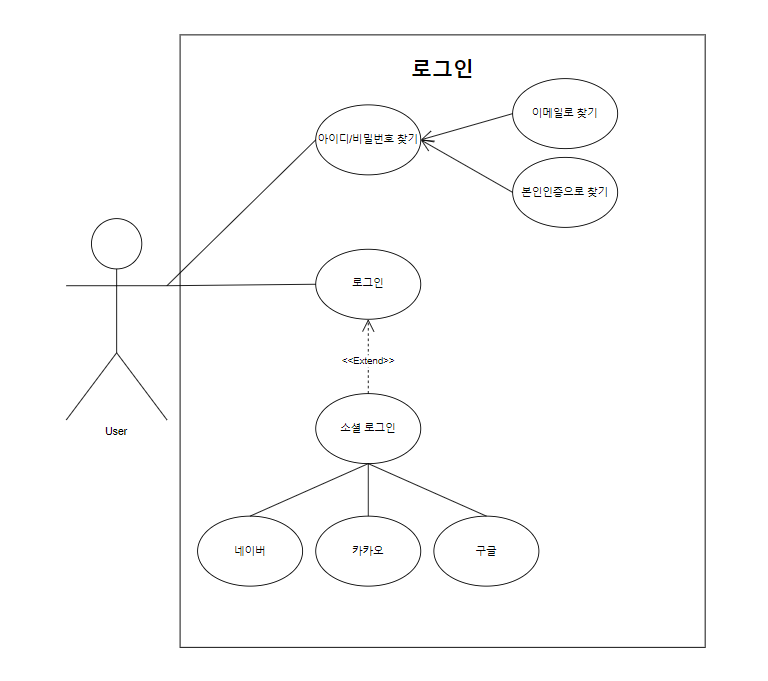 로그인
이메일로 찾기
아이디/비밀번호 찾기
본인인증으로 찾기
로그인
<<Extend>>
소셜 로그인
User
네이버
카카오
구글